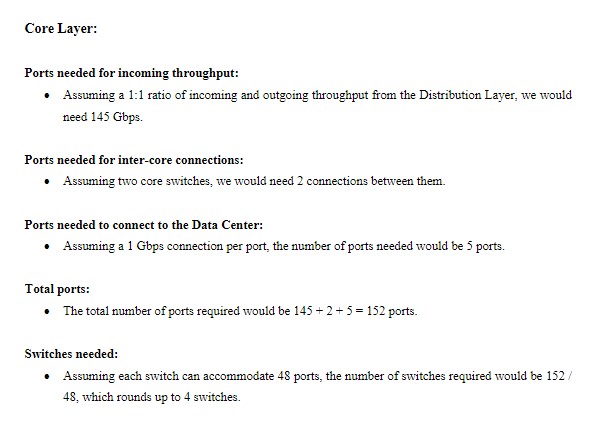 Core Layer:
Ports needed for incoming throughput:
• Assuming a 1:1 ratio of incoming and outgoing throughput from the Distribution Layer, we would
need 145 Gbps.
Ports needed for inter-core connections:
• Assuming two core switches, we would need 2 connections between them.
Ports needed to connect to the Data Center:
• Assuming a 1 Gbps connection per port, the number of ports needed would be 5 ports.
Total ports:
• The total number of ports required would be 145 + 2 + 5 = 152 ports.
Switches needed:
• Assuming each switch can accommodate 48 ports, the number of switches required would be 152 /
48, which rounds up to 4 switches.